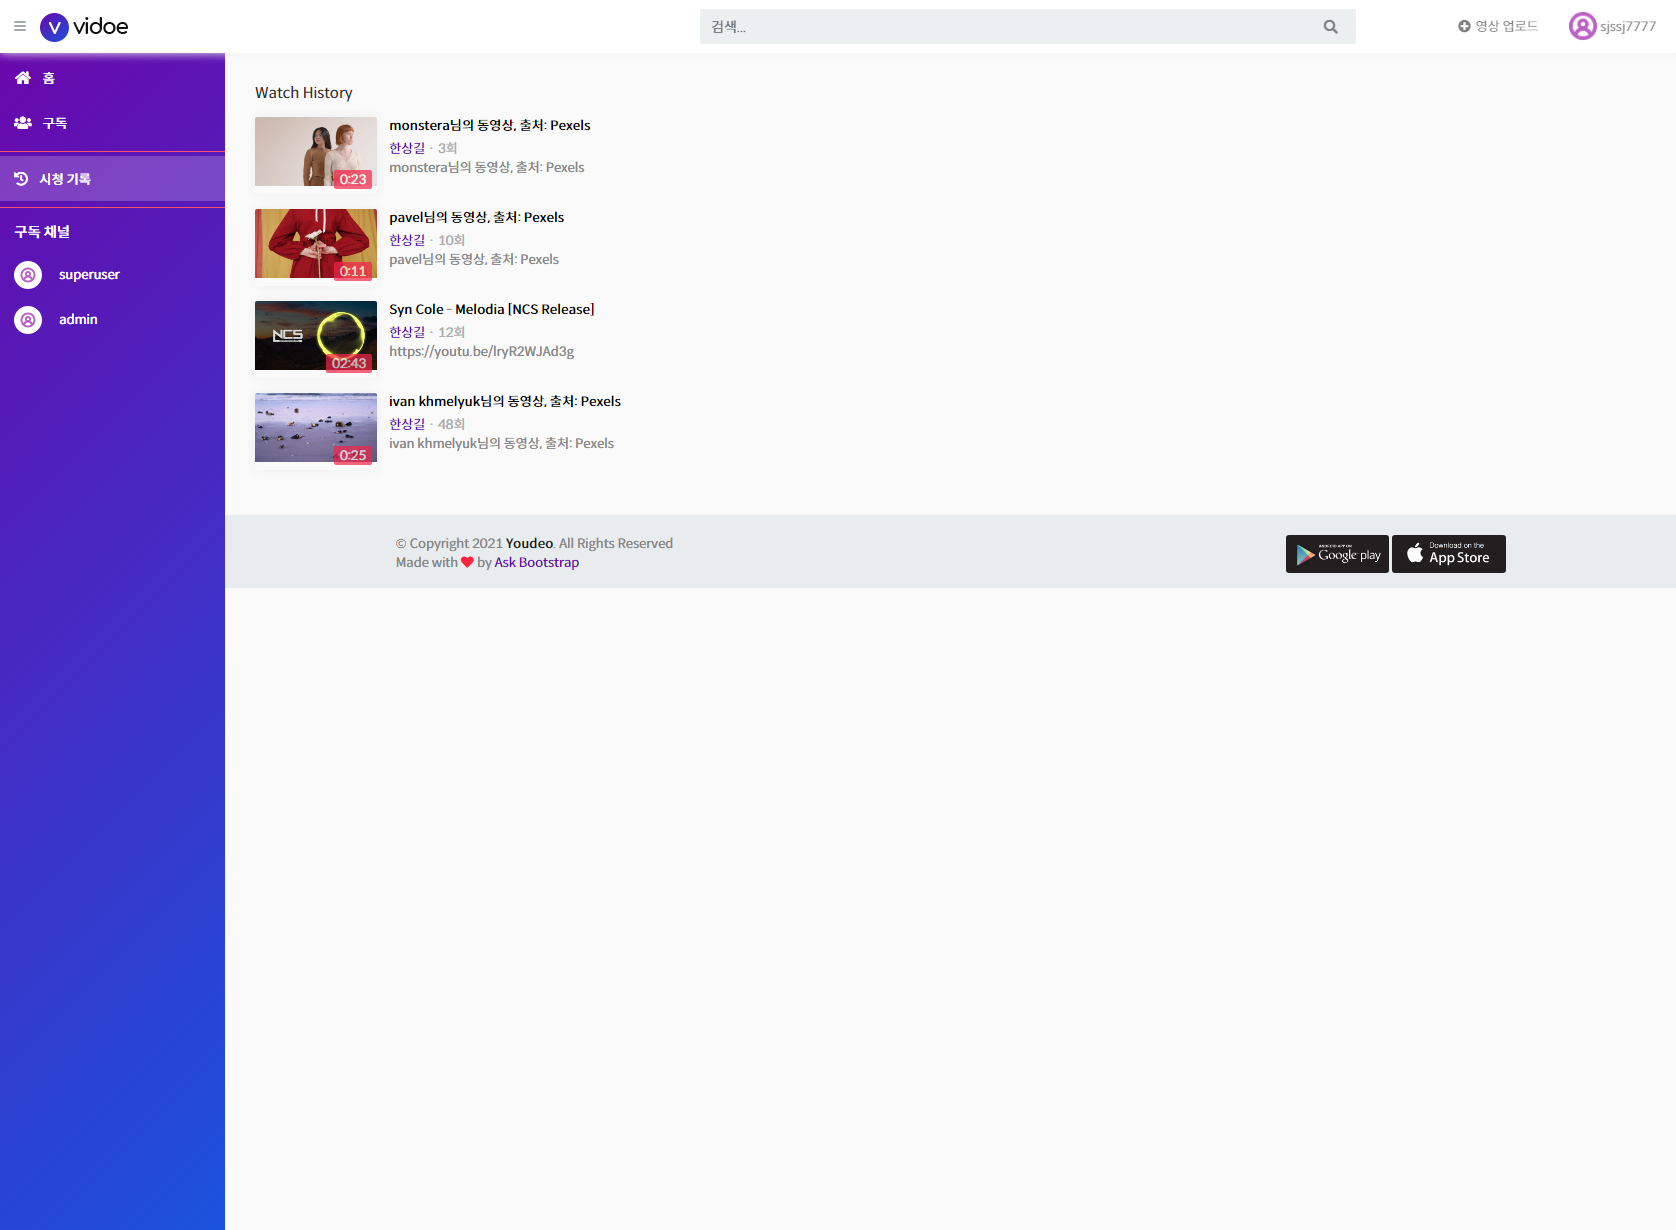 vidoe
검색...
영상 업로드
sjssj7777
홈
구독
시청 기록
구독 채널
superuser
admin
Watch History
0:23
monstera님의 동영상, 출처: Pexels
한상길 · 3회
monstera님의 동영상, 출처: Pexels
0:11
pavel님의 동영상, 출처: Pexels
한상길 · 10회
pavel님의 동영상, 출처: Pexels
NCS
02:43
Syn Cole - Melodia [NCS Release]
한상길 · 12회
https://youtu.be/lryR2WJAd3g
0:25
ivan khmelyuk님의 동영상, 출처: Pexels
한상길 · 48회
ivan khmelyuk님의 동영상, 출처: Pexels
© Copyright 2021 Youdeo. All Rights Reserved
Made with ❤ by Ask Bootstrap
ANDROID APP ON
Google play
Download on the
App Store